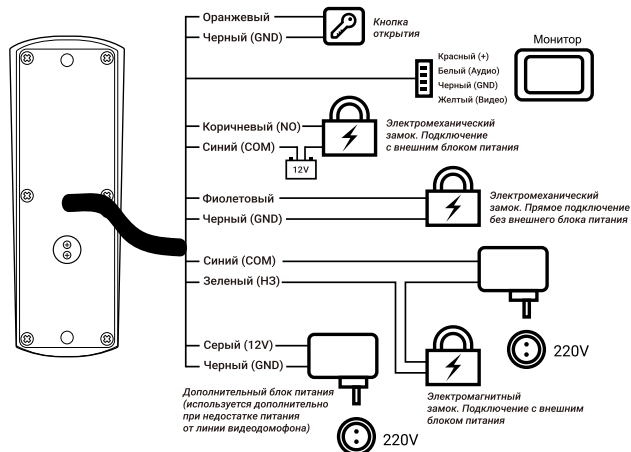 Оранжевый
Черный (GND)
Кнопка
открытия
Монитор
Красный (+)
Белый (Аудио)
Черный (GND)
Желтый (Видео)
Коричневый (NO)
Синий (COM)
12V
Электромеханический
замок. Подключение
с внешним блоком питания
Фиолетовый
Черный (GND)
Электромеханический
замок. Прямое подключение
без внешнего блока питания
Синий (COM)
Зеленый (НЗ)
220V
Серый (12V)
Черный (GND)
Электромагнитный
замок. Подключение с внешним
блоком питания
Дополнительный блок питания
(используется дополнительно
при недостатке питания
от линии видеодомофона)
220V